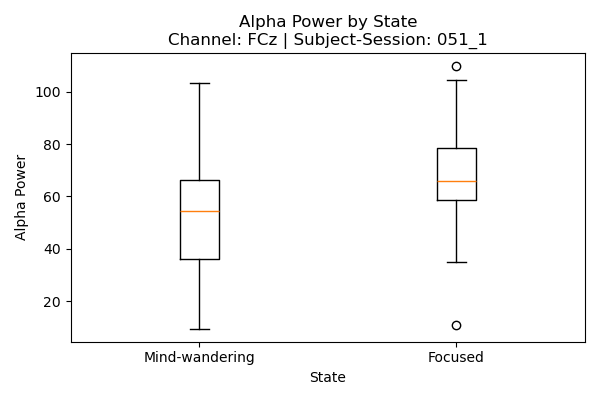 Alpha Power by State
Channel: FCz | Subject-Session: 051_1
Alpha Power
100
80
60
40
20
Mind-wandering
Focused
State